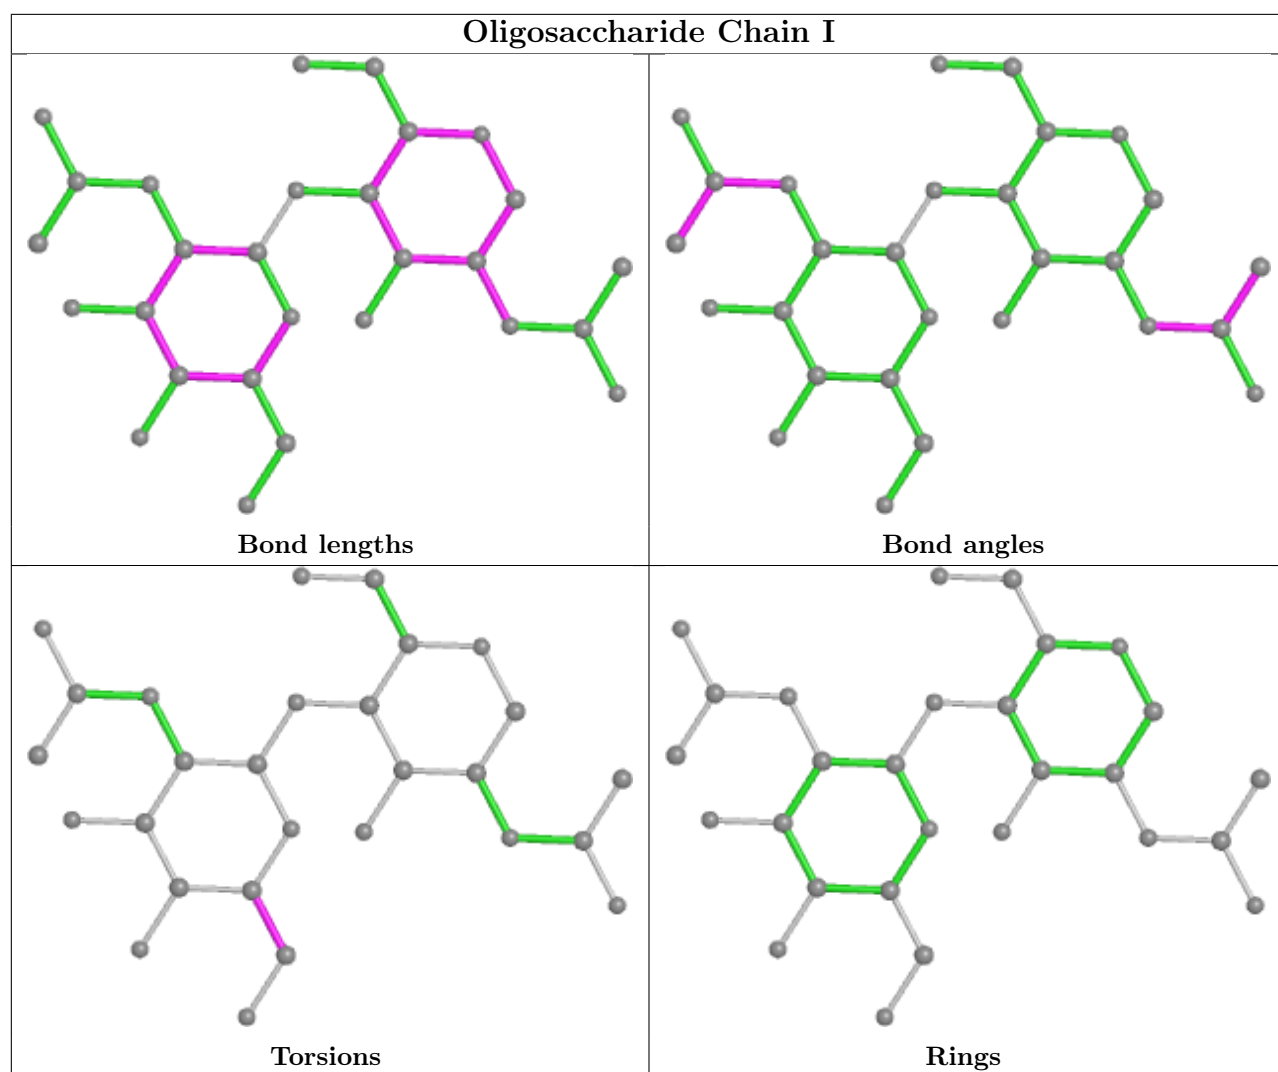 Oligosaccharide Chain I
Bond lengths
Bond angles
Torsions
Rings